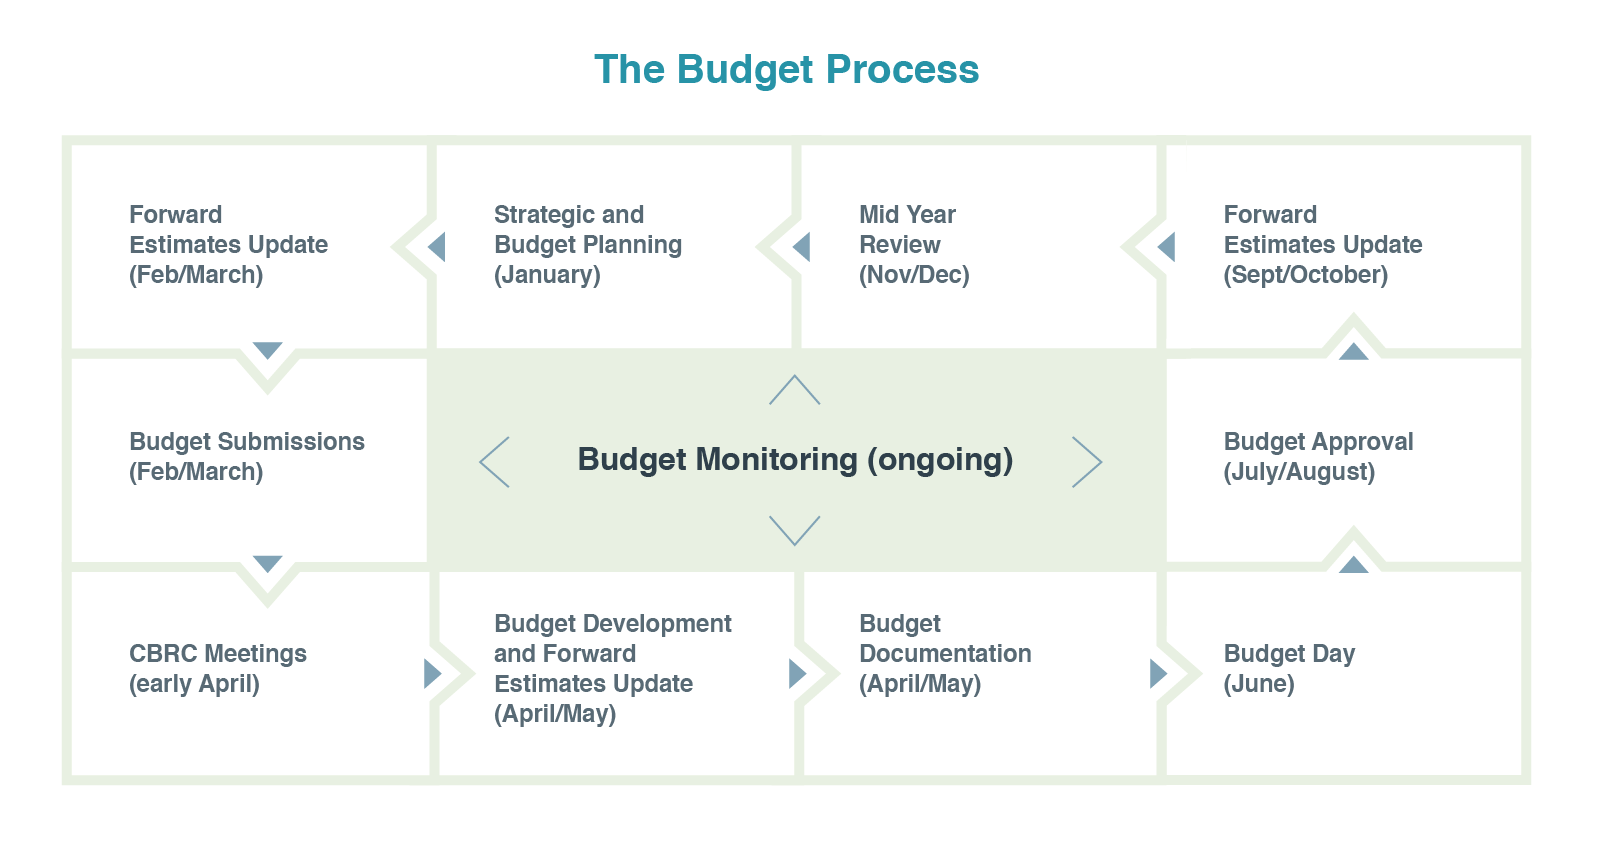 The Budget Process
Forward
Estimates Update
(Feb/March)
Strategic and
Budget Planning
(January)
Mid Year
Review
(Nov/Dec)
Forward
Estimates Update
(Sept/October)
Budget Submissions
(Feb/March)
Budget Monitoring (ongoing)
Budget Approval
(July/August)
CBRC Meetings
(early April)
Budget Development
and Forward
Estimates Update
(April/May)
Budget
Documentation
(April/May)
Budget Day
(June)